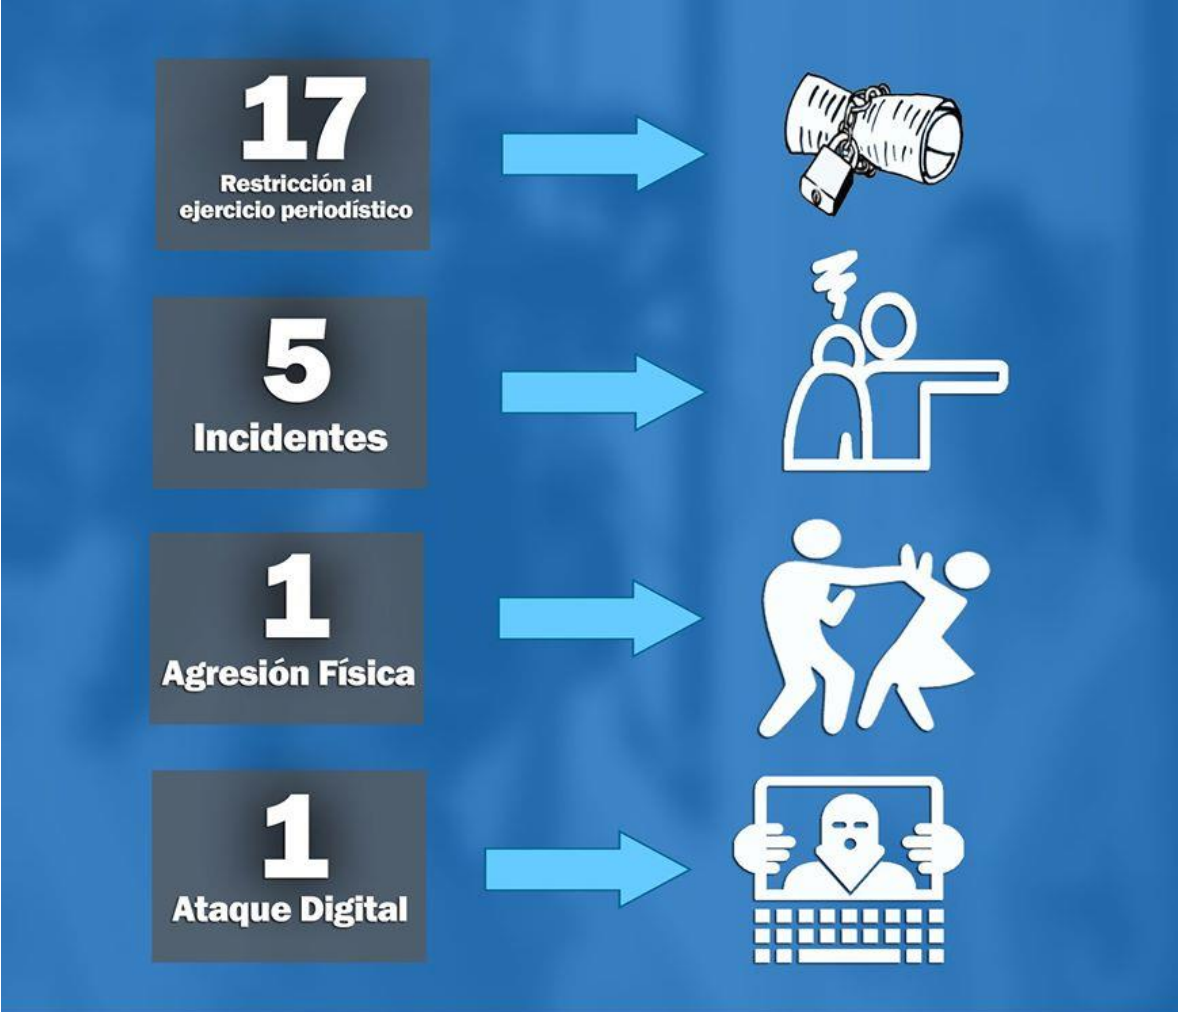 17
Restricción al
ejercicio periodístico
5
Incidentes
1
Agresión Física
1
Ataque Digital